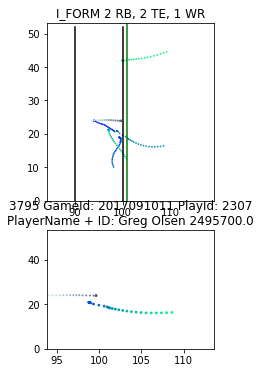 I_FORM 2 RB, 2 TE, 1 WR
50
40
30
20
10
0
90 100 110
3795 GameId: 2017091011 PlayId: 2307
PlayerName + ID: Greg Olsen 2495700.0
40
20
0
95 100 105 110